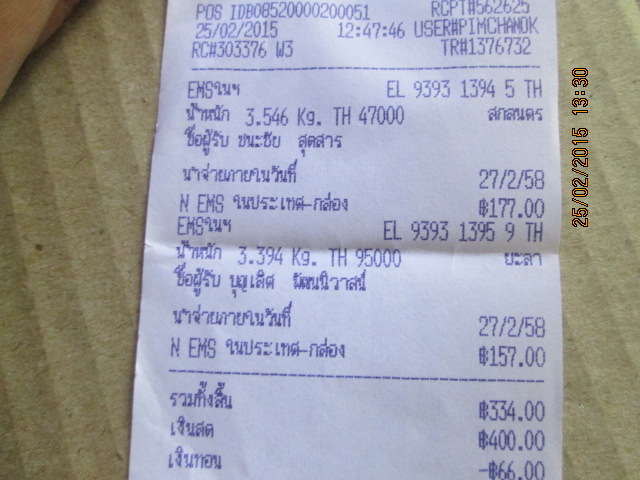 POS IDB08520000200051 RCPT#562625
25/02/2015 12:47:46 USER#PIMCHANOK
RC#303376 W3 TR#1376732
EMSในฯ EL 9393 1394 5 TH
น้ำหนัก 3.546 Kg. TH 47000 สกลนคร
ชื่อผู้รับ ชนะชัย สุดสาร
นำจ่ายภายในวันที่ 27/2/58
N EMS ในประเทศ-กล่อง ฿177.00
EMSในฯ EL 9393 1395 9 TH
น้ำหนัก 3.394 Kg. TH 95000 ยะลา
ชื่อผู้รับ บุญเลิศ พัฒนนิวาสน์
นำจ่ายภายในวันที่ 27/2/58
N EMS ในประเทศ-กล่อง ฿157.00
รวมทั้งสิ้น ฿334.00
เงินสด ฿400.00
เงินทอน -฿66.00
25/02/2015 13:30